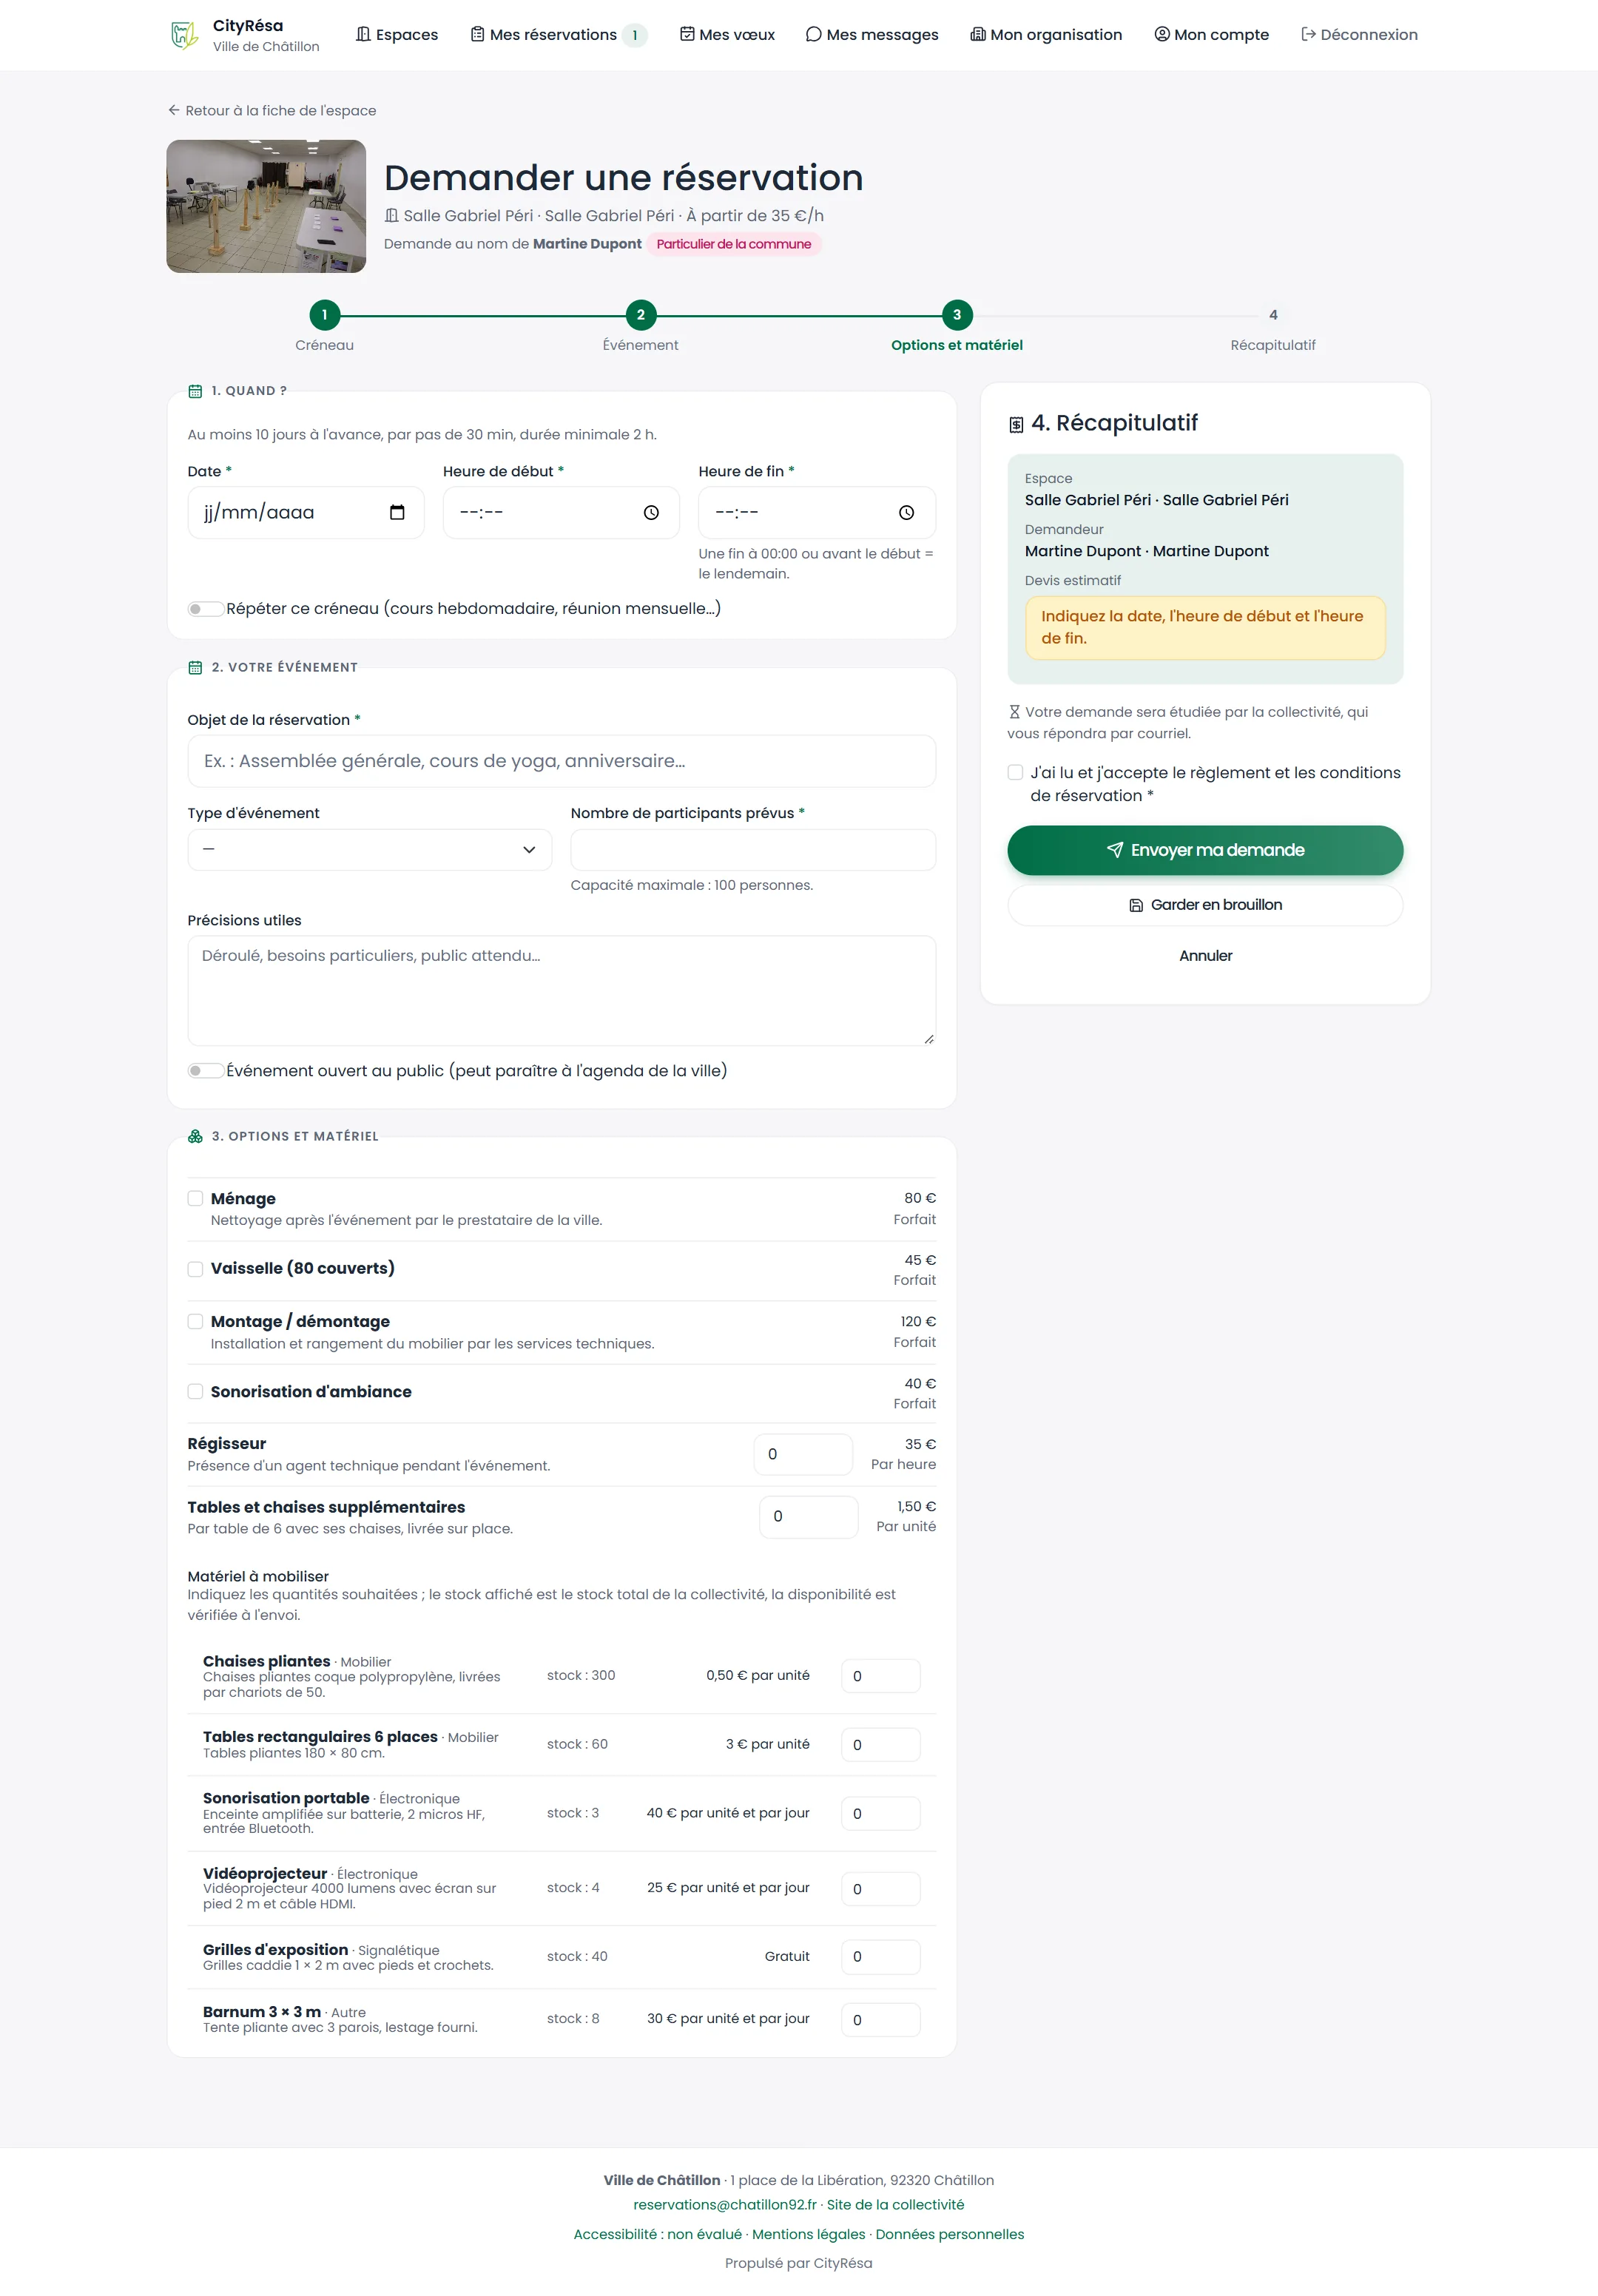 CityRésa
Ville de Châtillon
Espaces
Mes réservations 1
Mes vœux
Mes messages
Mon organisation
Mon compte
Déconnexion
← Retour à la fiche de l'espace
Demander une réservation
Salle Gabriel Péri · Salle Gabriel Péri · À partir de 35 €/h
Demande au nom de Martine Dupont Particulier de la commune
1
Créneau
2
Événement
3
Options et matériel
4
Récapitulatif
1. QUAND ?
Au moins 10 jours à l'avance, par pas de 30 min, durée minimale 2 h.
Date *
jj/mm/aaaa
Heure de début *
--:--
Heure de fin *
--:--
Une fin à 00:00 ou avant le début =
le lendemain.
Répéter ce créneau (cours hebdomadaire, réunion mensuelle…)
2. VOTRE ÉVÉNEMENT
Objet de la réservation *
Ex. : Assemblée générale, cours de yoga, anniversaire…
Type d'événement
—
Nombre de participants prévus *
Capacité maximale : 100 personnes.
Précisions utiles
Déroulé, besoins particuliers, public attendu…
Événement ouvert au public (peut paraître à l'agenda de la ville)
3. OPTIONS ET MATÉRIEL
Ménage
Nettoyage après l'événement par le prestataire de la ville.
80 €
Forfait
Vaisselle (80 couverts)
45 €
Forfait
Montage / démontage
Installation et rangement du mobilier par les services techniques.
120 €
Forfait
Sonorisation d'ambiance
40 €
Forfait
Régisseur
Présence d'un agent technique pendant l'événement.
0
35 €
Par heure
Tables et chaises supplémentaires
Par table de 6 avec ses chaises, livrée sur place.
0
1,50 €
Par unité
Matériel à mobiliser
Indiquez les quantités souhaitées ; le stock affiché est le stock total de la collectivité, la disponibilité est
vérifiée à l'envoi.
Chaises pliantes · Mobilier
Chaises pliantes coque polypropylène, livrées
par chariots de 50.
stock : 300
0,50 € par unité
0
Tables rectangulaires 6 places · Mobilier
Tables pliantes 180 × 80 cm.
stock : 60
3 € par unité
0
Sonorisation portable · Électronique
Enceinte amplifiée sur batterie, 2 micros HF,
entrée Bluetooth.
stock : 3
40 € par unité et par jour
0
Vidéoprojecteur · Électronique
Vidéoprojecteur 4000 lumens avec écran sur
pied 2 m et câble HDMI.
stock : 4
25 € par unité et par jour
0
Grilles d'exposition · Signalétique
Grilles caddie 1 × 2 m avec pieds et crochets.
stock : 40
Gratuit
0
Barnum 3 × 3 m · Autre
Tente pliante avec 3 parois, lestage fourni.
stock : 8
30 € par unité et par jour
0
4. Récapitulatif
Espace
Salle Gabriel Péri · Salle Gabriel Péri
Demandeur
Martine Dupont · Martine Dupont
Devis estimatif
Indiquez la date, l'heure de début et l'heure
de fin.
Votre demande sera étudiée par la collectivité, qui
vous répondra par courriel.
J'ai lu et j'accepte le règlement et les conditions
de réservation *
Envoyer ma demande
Garder en brouillon
Annuler
Ville de Châtillon · 1 place de la Libération, 92320 Châtillon
reservations@chatillon92.fr · Site de la collectivité
Accessibilité : non évalué · Mentions légales · Données personnelles
Propulsé par CityRésa